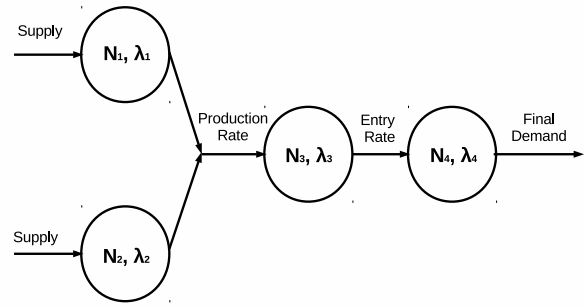 Supply
N₁, λ₁
Production
Rate
N₃, λ₃
Entry
Rate
N₄, λ₄
Final
Demand
Supply
N₂, λ₂